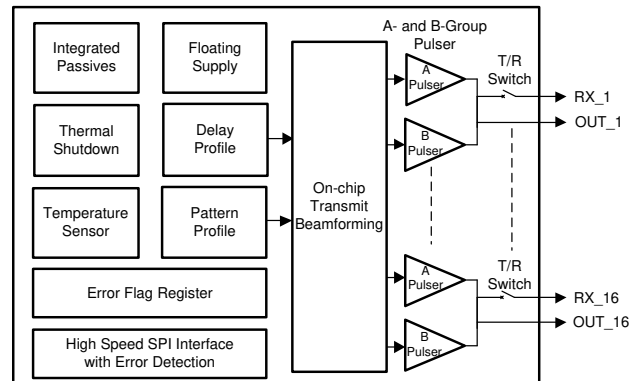 Integrated
Passives
Floating
Supply
Thermal
Shutdown
Delay
Profile
Temperature
Sensor
Pattern
Profile
Error Flag Register
High Speed SPI Interface
with Error Detection
On-chip
Transmit
Beamforming
A- and B-Group
Pulser
A
Pulser
B
Pulser
T/R
Switch
RX_1
OUT_1
A
Pulser
B
Pulser
T/R
Switch
RX_16
OUT_16